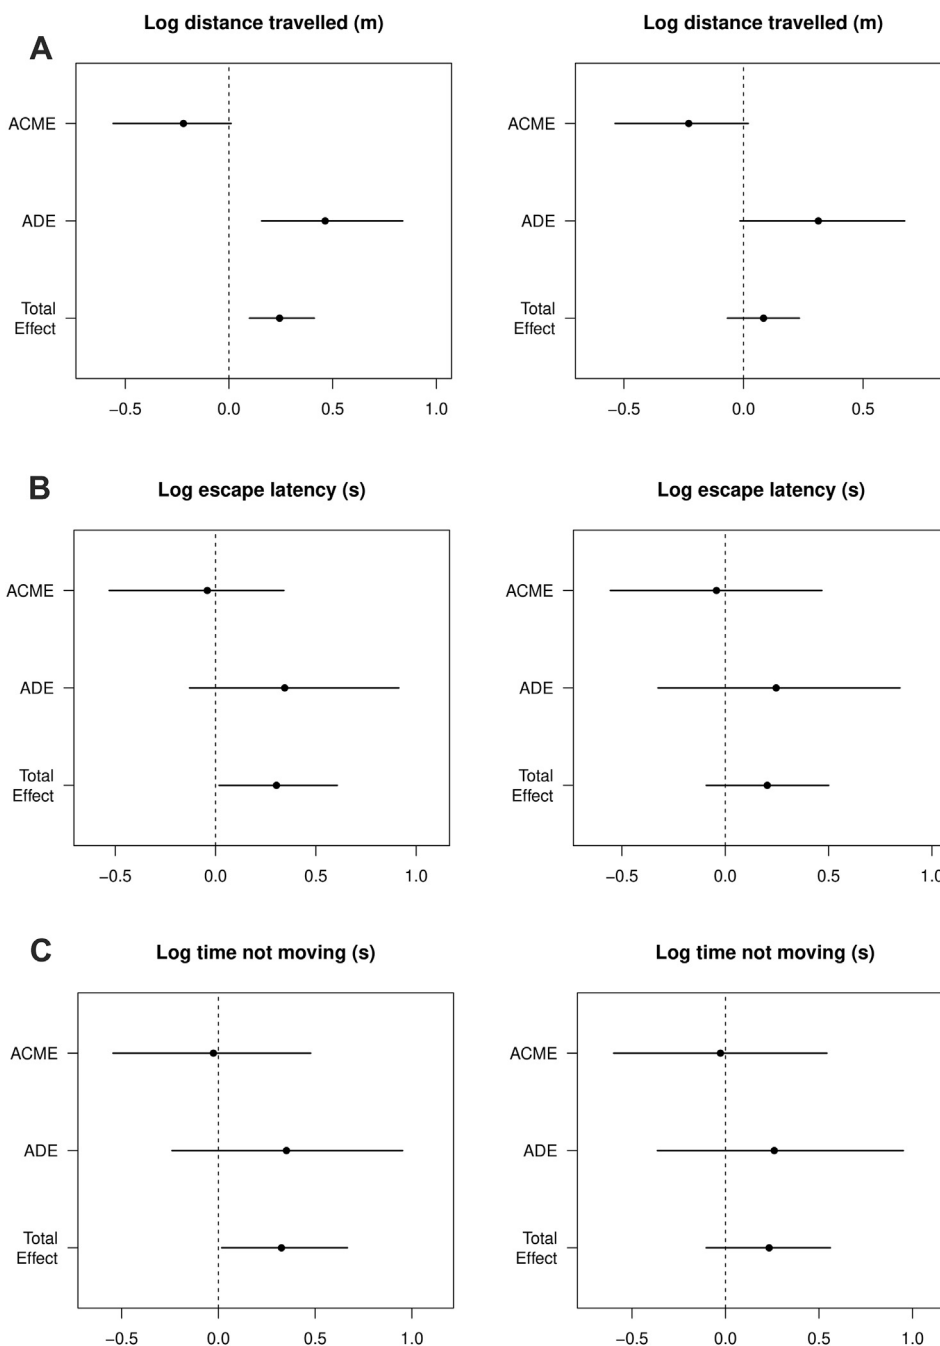 A
Log distance travelled (m)
ACME
ADE
Total
Effect
−0.5 0.0 0.5 1.0
Log distance travelled (m)
ACME
ADE
Total
Effect
−0.5 0.0 0.5
B
Log escape latency (s)
ACME
ADE
Total
Effect
−0.5 0.0 0.5 1.0
Log escape latency (s)
ACME
ADE
Total
Effect
−0.5 0.0 0.5 1.0
C
Log time not moving (s)
ACME
ADE
Total
Effect
−0.5 0.0 0.5 1.0
Log time not moving (s)
ACME
ADE
Total
Effect
−0.5 0.0 0.5 1.0